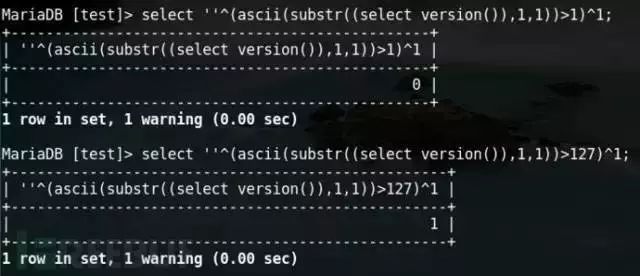 MariaDB [test]> select ''^(ascii(substr((select version()),1,1))>1)^1;
+-----------------------------------------------+
| ''^(ascii(substr((select version()),1,1))>1)^1 |
+-----------------------------------------------+
| 0 |
+-----------------------------------------------+
1 row in set, 1 warning (0.00 sec)
MariaDB [test]> select ''^(ascii(substr((select version()),1,1))>127)^1;
+-------------------------------------------------+
| ''^(ascii(substr((select version()),1,1))>127)^1 |
+-------------------------------------------------+
| 1 |
+-------------------------------------------------+
1 row in set, 1 warning (0.00 sec)